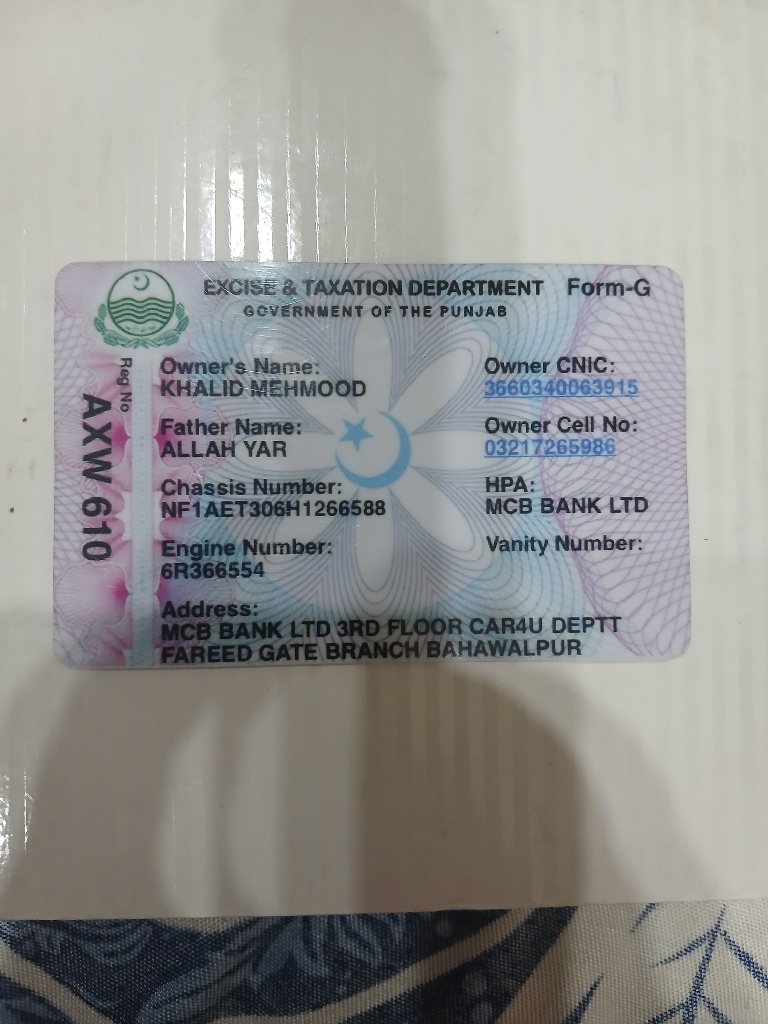 EXCISE & TAXATION DEPARTMENT Form-G
GOVERNMENT OF THE PUNJAB
Reg No
AXW 610
Owner's Name:
KHALID MEHMOOD
Owner CNIC:
3660340063915
Father Name:
ALLAH YAR
Owner Cell No:
03217265986
Chassis Number:
NF1AET306H1266588
HPA:
MCB BANK LTD
Engine Number:
6R366554
Vanity Number:
Address:
MCB BANK LTD 3RD FLOOR CAR4U DEPTT
FAREED GATE BRANCH BAHAWALPUR